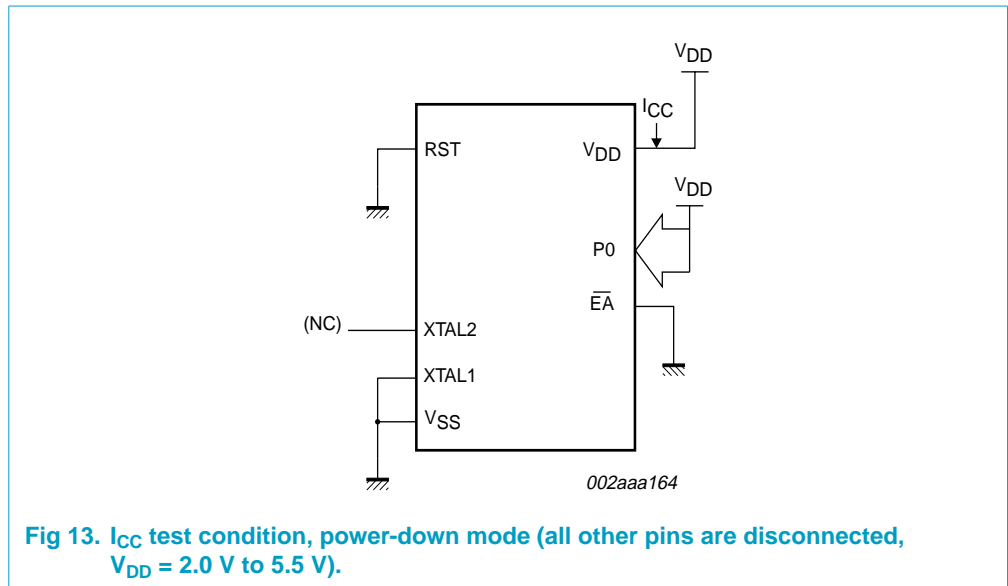 VDD
ICC
RST
VDD
VDD
P0
EA
(NC)
XTAL2
XTAL1
VSS
002aaa164
Fig 13. ICC test condition, power-down mode (all other pins are disconnected,
VDD = 2.0 V to 5.5 V).